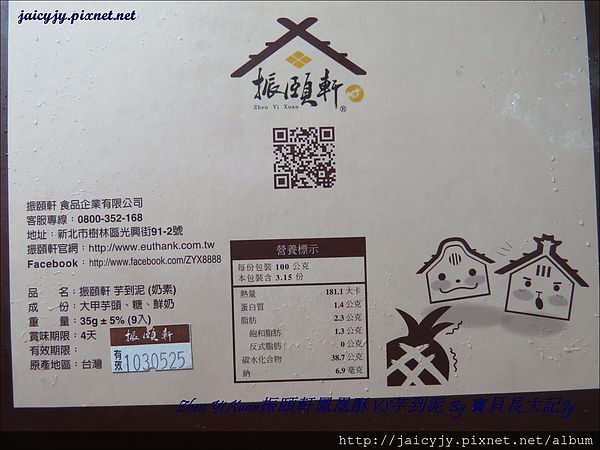 jaicyjy.pixnet.net
振頤軒
Zhen Yi Xuan ®
振頤軒 食品企業有限公司
客服專線：0800-352-168
地址：新北市樹林區光興街91-2號
振頤軒官網：http://www.euthank.com.tw
Facebook：http://www.facebook.com/ZYX8888
品　　名：振頤軒 芋到泥 (奶素)
成　　份：大甲芋頭、糖、鮮奶
重　　量：35g ± 5% (9入)
賞味期限：4天
有效期限：
原產地區：台灣
振頤軒
有效 1030525
營養標示
每份包裝 100 公克
本包裝含 3.15 份
熱量 181.1 大卡
蛋白質 1.4 公克
脂肪 2.3 公克
飽和脂肪 1.3 公克
反式脂肪 0 公克
碳水化合物 38.7 公克
鈉 6.9 毫克
Zhen Yi Xuan振頤軒鳳凰酥VS芋到泥 By 寶貝長大記Jy
http://jaicyjy.pixnet.net/album